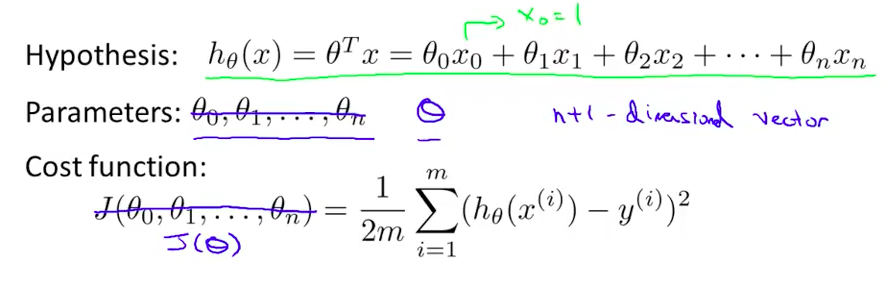 x₀ = 1
Hypothesis: h_θ(x) = θ^T x = θ₀x₀ + θ₁x₁ + θ₂x₂ + ⋯ + θₙxₙ
Parameters: θ₀, θ₁, . . . , θₙ θ n+1 - dimensional vector
Cost function:
J(θ₀, θ₁, . . . , θₙ) = 1/2m ∑_{i=1}^{m} (h_θ(x^(i)) − y^(i))²
J(θ)